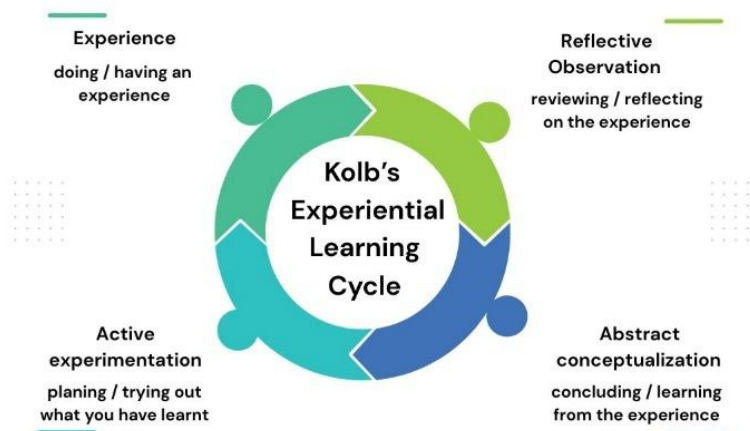 Experience
doing / having an
experience
Reflective
Observation
reviewing / reflecting
on the experience
Kolb's
Experiential
Learning
Cycle
Active
experimentation
planing / trying out
what you have learnt
Abstract
conceptualization
concluding / learning
from the experience